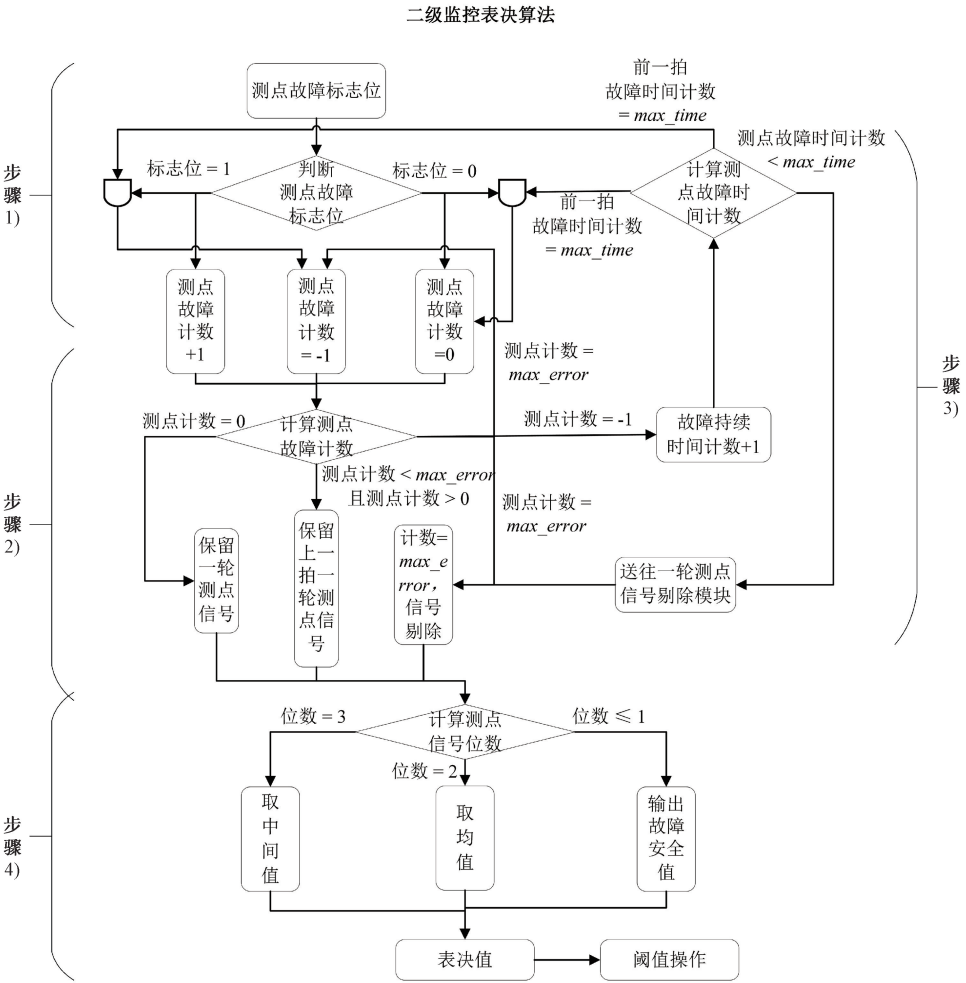 二级监控表决算法
步
骤
1)
测点故障标志位
前一拍
故障时间计数
= max_time
标志位 = 1
判断
测点故障
标志位
标志位 = 0
测点故障时间计数
< max_time
计算测
点故障时
间计数
前一拍
故障时间计数
= max_time
测点
故障
计数
+1
测点
故障
计数
= -1
测点
故障
计数
=0
测点计数 =
max_error
步
骤
3)
步
骤
2)
测点计数 = 0
计算测点
故障计数
测点计数 = -1
故障持续
时间计数+1
测点计数 < max_error
且测点计数 > 0
测点计数 =
max_error
保留
一轮
测点
信号
保留
上一
拍一
轮测
点信
号
计数=
max_e
rror，
信号
剔除
送往一轮测点
信号剔除模块
步
骤
4)
位数 = 3
计算测点
信号位数
位数 ≤ 1
位数 = 2
取
中
间
值
取
均
值
输出
故障
安全
值
表决值
阈值操作